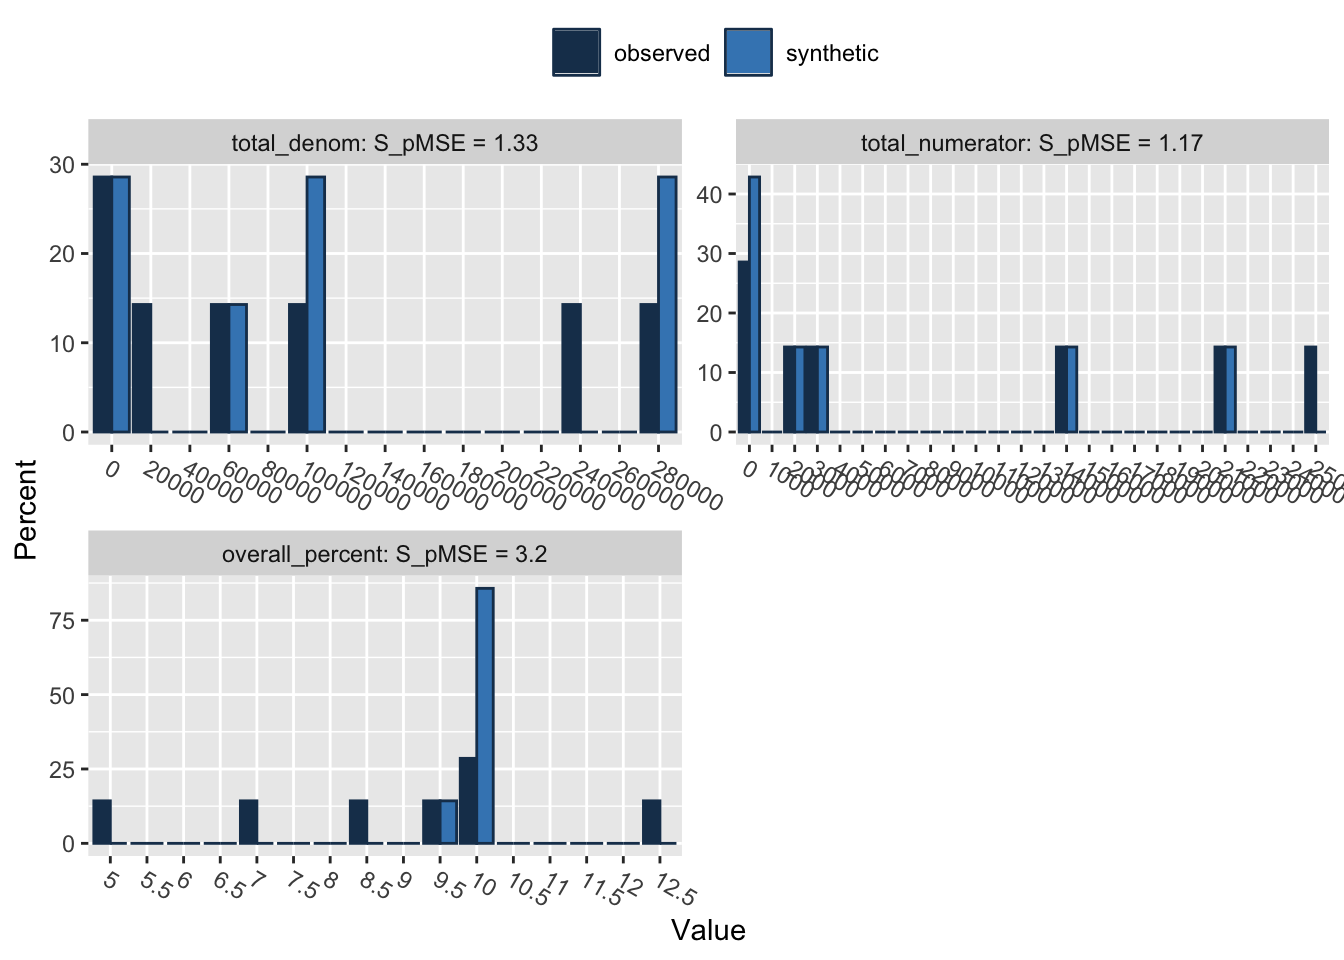 observed synthetic
total_denom: S_pMSE = 1.33
30
20
10
0
0 20000 40000 60000 80000 100000 120000 140000 160000 180000 200000 220000 240000 260000 280000
total_numerator: S_pMSE = 1.17
40
30
20
10
0
0
Percent
overall_percent: S_pMSE = 3.2
75
50
25
0
5 5.5 6 6.5 7 7.5 8 8.5 9 9.5 10 10.5 11 11.5 12 12.5
Value